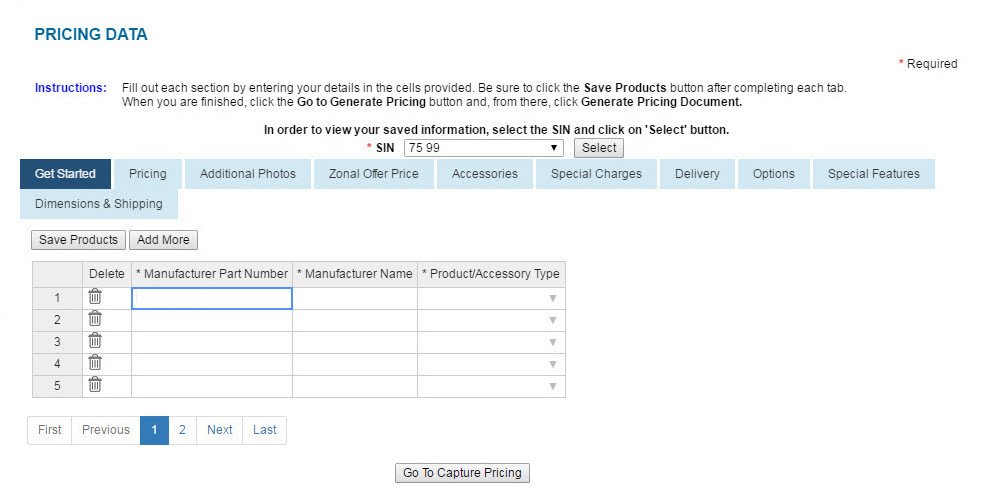 PRICING DATA
* Required
Instructions: Fill out each section by entering your details in the cells provided. Be sure to click the Save Products button after completing each tab.
When you are finished, click the Go to Generate Pricing button and, from there, click Generate Pricing Document.
In order to view your saved information, select the SIN and click on 'Select' button.
* SIN 75 99 Select
Get Started Pricing Additional Photos Zonal Offer Price Accessories Special Charges Delivery Options Special Features
Dimensions & Shipping
Save Products Add More
Delete * Manufacturer Part Number * Manufacturer Name * Product/Accessory Type
1
2
3
4
5
First Previous 1 2 Next Last
Go To Capture Pricing